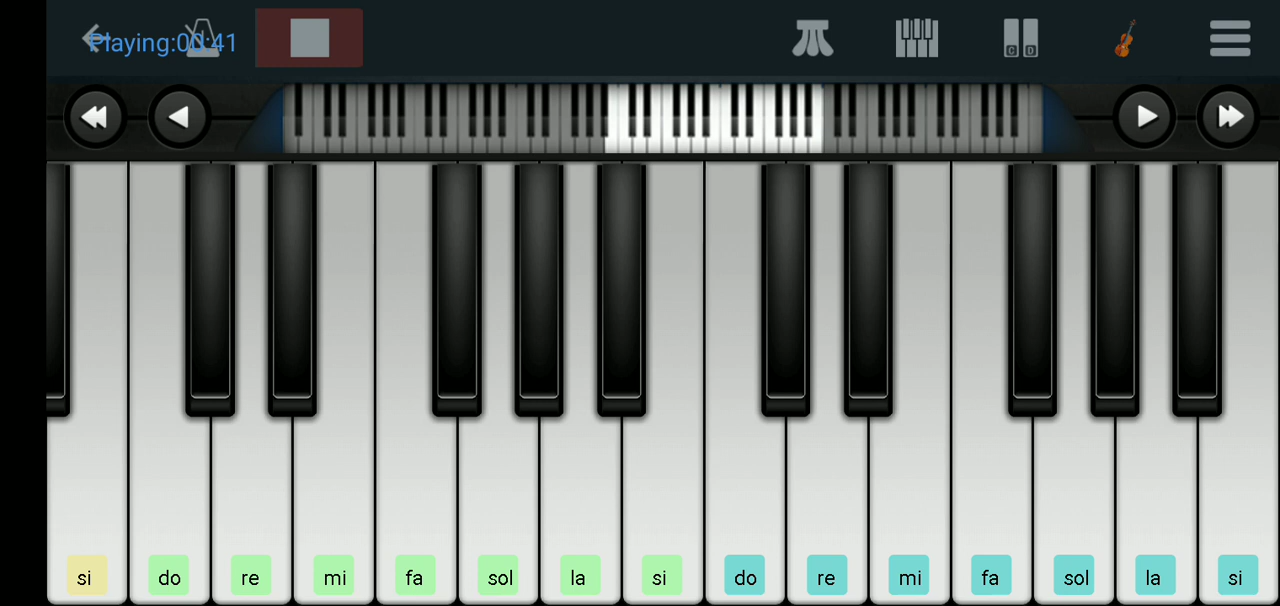 Playing:00:41
C D
si do re mi fa sol la si do re mi fa sol la si